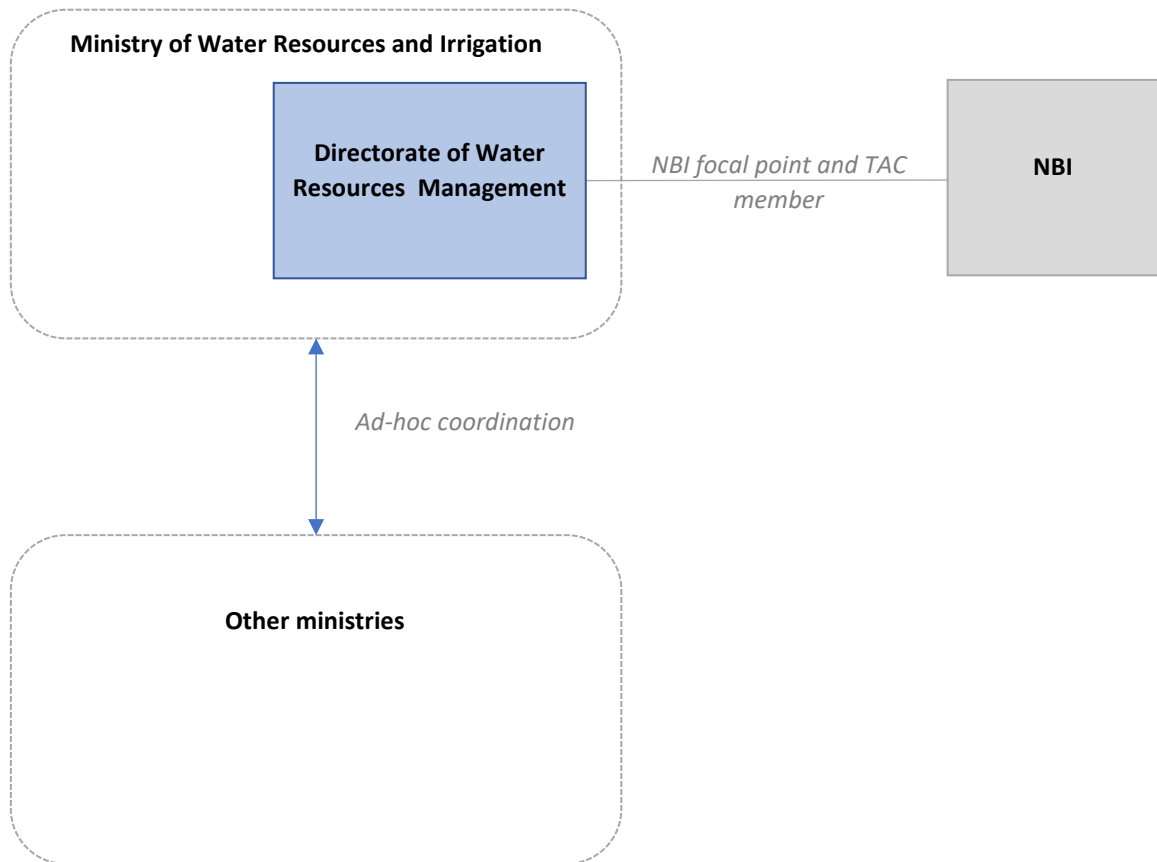 Ministry of Water Resources and Irrigation
Directorate of Water
Resources Management
NBI focal point and TAC
member
NBI
Ad-hoc coordination
Other ministries